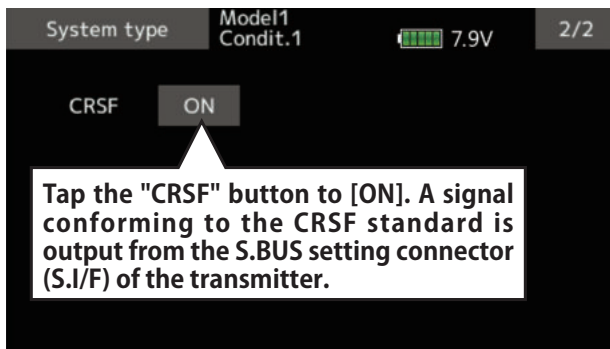 System type Model1 7.9V 2/2
Condit.1
CRSF ON
Tap the "CRSF" button to [ON]. A signal
conforming to the CRSF standard is
output from the S.BUS setting connector
(S.I/F) of the transmitter.